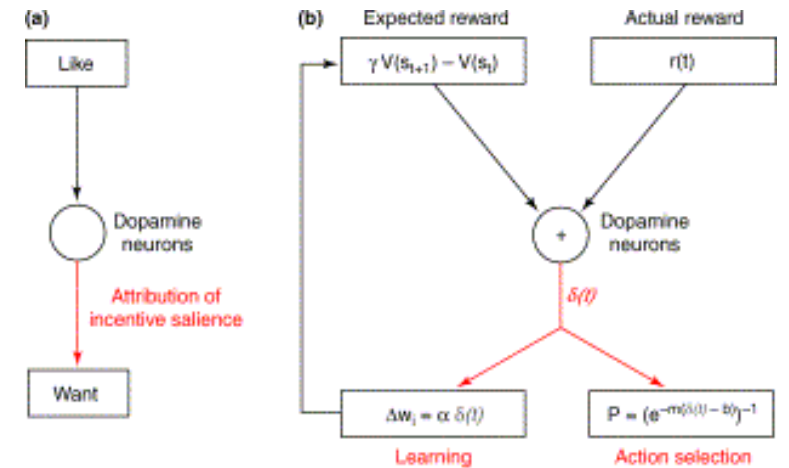 (a)
Like
Dopamine
neurons
Attribution of
incentive salience
Want
(b)
Expected reward
Actual reward
γ V(sₜ₊₁) – V(sₜ)
r(t)
+
Dopamine
neurons
δ(t)
Δwᵢ = α δ(t)
P = (e^–m(δ(t) – b))^–1
Learning
Action selection